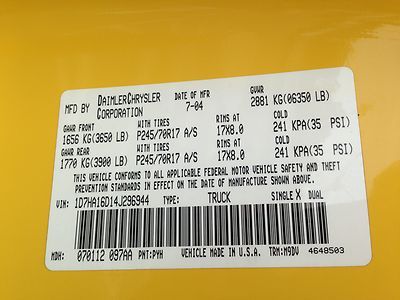 MFD BY DAIMLERCHRYSLER CORPORATION DATE OF MFR 7-04 GVWR 2881 KG(06350 LB)
GAWR FRONT WITH TIRES RIMS AT COLD
1656 KG(3650 LB) P245/70R17 A/S 17X8.0 241 KPA(35 PSI)
GAWR REAR WITH TIRES RIMS AT COLD
1770 KG(3900 LB) P245/70R17 A/S 17X8.0 241 KPA(35 PSI)
THIS VEHICLE CONFORMS TO ALL APPLICABLE FEDERAL MOTOR VEHICLE SAFETY AND THEFT
PREVENTION STANDARDS IN EFFECT ON THE DATE OF MANUFACTURE SHOWN ABOVE.
VIN: 1D7HA16D14J296944 TYPE: TRUCK SINGLE X DUAL
MDH: 070112 097AA PNT:PYH VEHICLE MADE IN U.S.A. TRM:M9DV 4648503